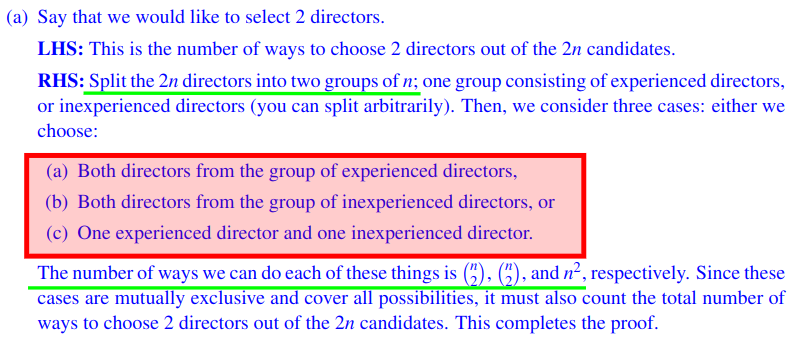 (a) Say that we would like to select 2 directors.
LHS: This is the number of ways to choose 2 directors out of the 2n candidates.
RHS: Split the 2n directors into two groups of n; one group consisting of experienced directors,
or inexperienced directors (you can split arbitrarily). Then, we consider three cases: either we
choose:
(a) Both directors from the group of experienced directors,
(b) Both directors from the group of inexperienced directors, or
(c) One experienced director and one inexperienced director.
The number of ways we can do each of these things is $\binom{n}{2}$, $\binom{n}{2}$, and $n^2$, respectively. Since these
cases are mutually exclusive and cover all possibilities, it must also count the total number of
ways to choose 2 directors out of the 2n candidates. This completes the proof.